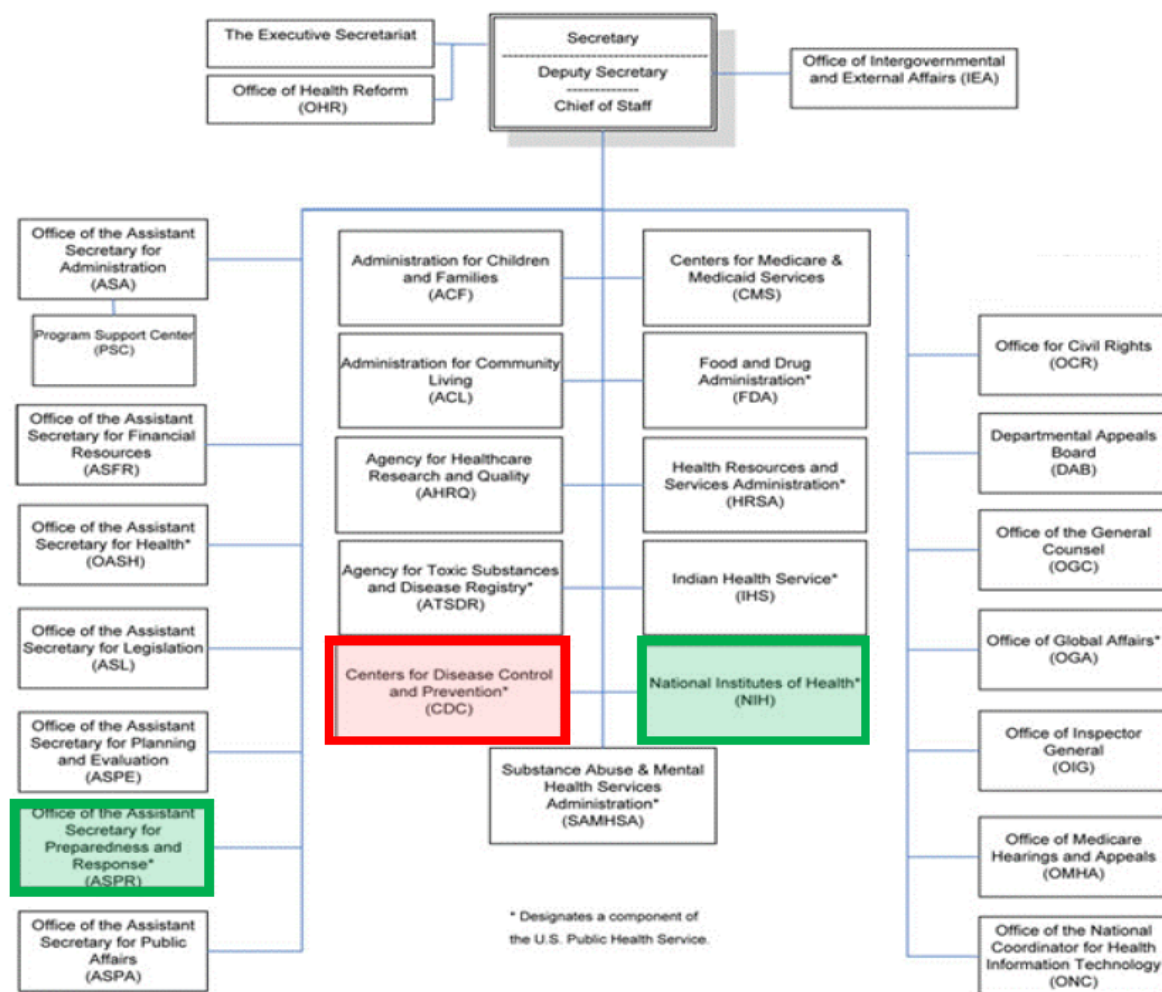 The Executive Secretariat
Office of Health Reform
(OHR)
Secretary
Deputy Secretary
Chief of Staff
Office of Intergovernmental
and External Affairs (IEA)
Office of the Assistant
Secretary for
Administration
(ASA)
Program Support Center
(PSC)
Office of the Assistant
Secretary for Financial
Resources
(ASFR)
Office of the Assistant
Secretary for Health*
(OASH)
Office of the Assistant
Secretary for Legislation
(ASL)
Office of the Assistant
Secretary for Planning
and Evaluation
(ASPE)
Office of the Assistant
Secretary for
Preparedness and
Response*
(ASPR)
Office of the Assistant
Secretary for Public
Affairs
(ASPA)
Administration for Children
and Families
(ACF)
Administration for Community
Living
(ACL)
Agency for Healthcare
Research and Quality
(AHRQ)
Agency for Toxic Substances
and Disease Registry*
(ATSDR)
Centers for Disease Control
and Prevention*
(CDC)
Centers for Medicare &
Medicaid Services
(CMS)
Food and Drug
Administration*
(FDA)
Health Resources and
Services Administration*
(HRSA)
Indian Health Service*
(IHS)
National Institutes of Health*
(NIH)
Substance Abuse & Mental
Health Services
Administration*
(SAMHSA)
* Designates a component of
the U.S. Public Health Service.
Office for Civil Rights
(OCR)
Departmental Appeals
Board
(DAB)
Office of the General
Counsel
(OGC)
Office of Global Affairs*
(OGA)
Office of Inspector
General
(OIG)
Office of Medicare
Hearings and Appeals
(OMHA)
Office of the National
Coordinator for Health
Information Technology
(ONC)